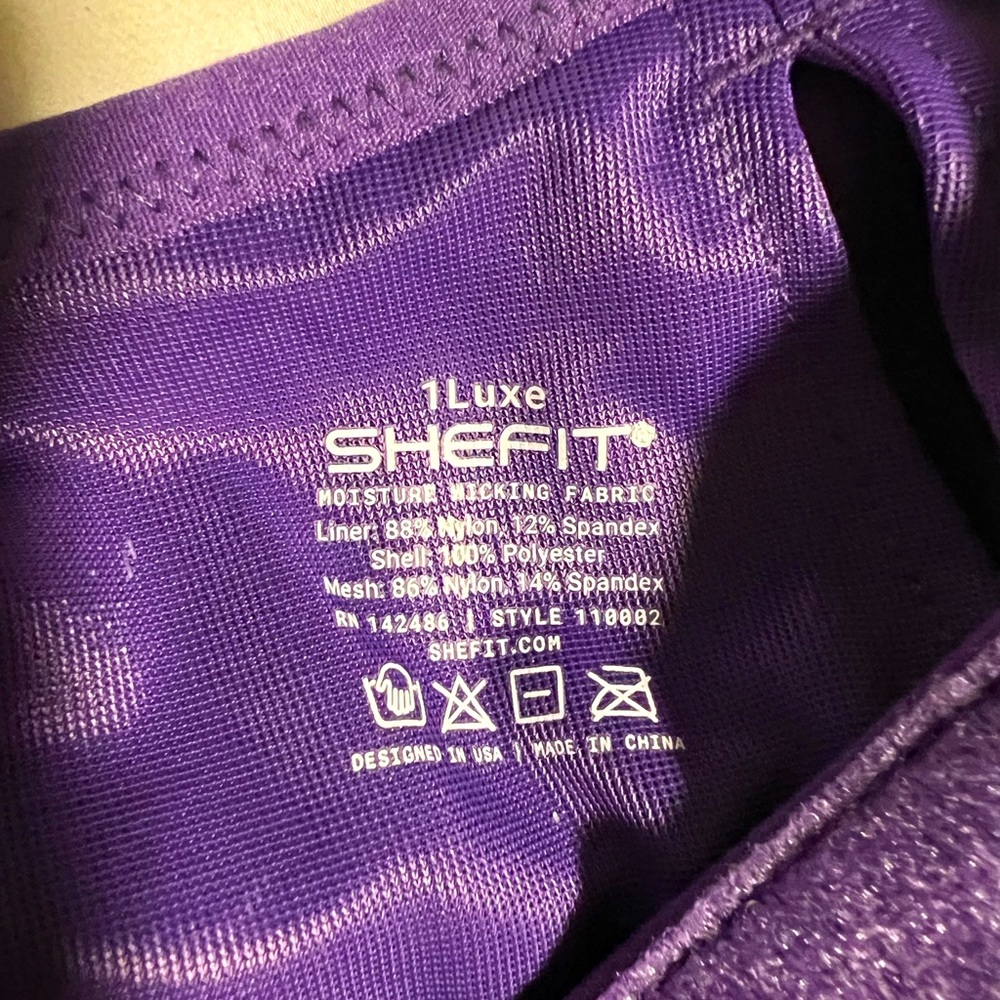 1Luxe
SHEFIT
MOISTURE WICKING FABRIC
Liner: 88% Nylon, 12% Spandex
Shell: 100% Polyester
Mesh: 86% Nylon, 14% Spandex
RN 142486 | STYLE 110002
SHEFIT.COM
DESIGNED IN USA | MADE IN CHINA